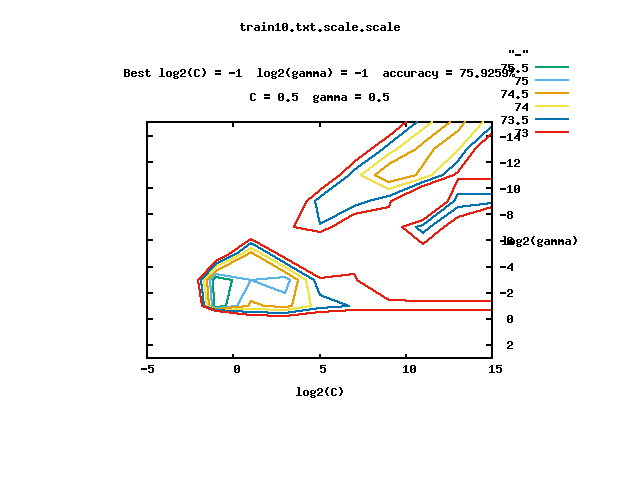 train10.txt.scale.scale
"-"
Best log2(C) = -1  log2(gamma) = -1  accuracy = 75.9259%
C = 0.5  gamma = 0.5
75.5
75
74.5
74
73.5
73
-14
-12
-10
-8
-6
log2(gamma)
-4
-2
0
2
-5 0 5 10 15
log2(C)